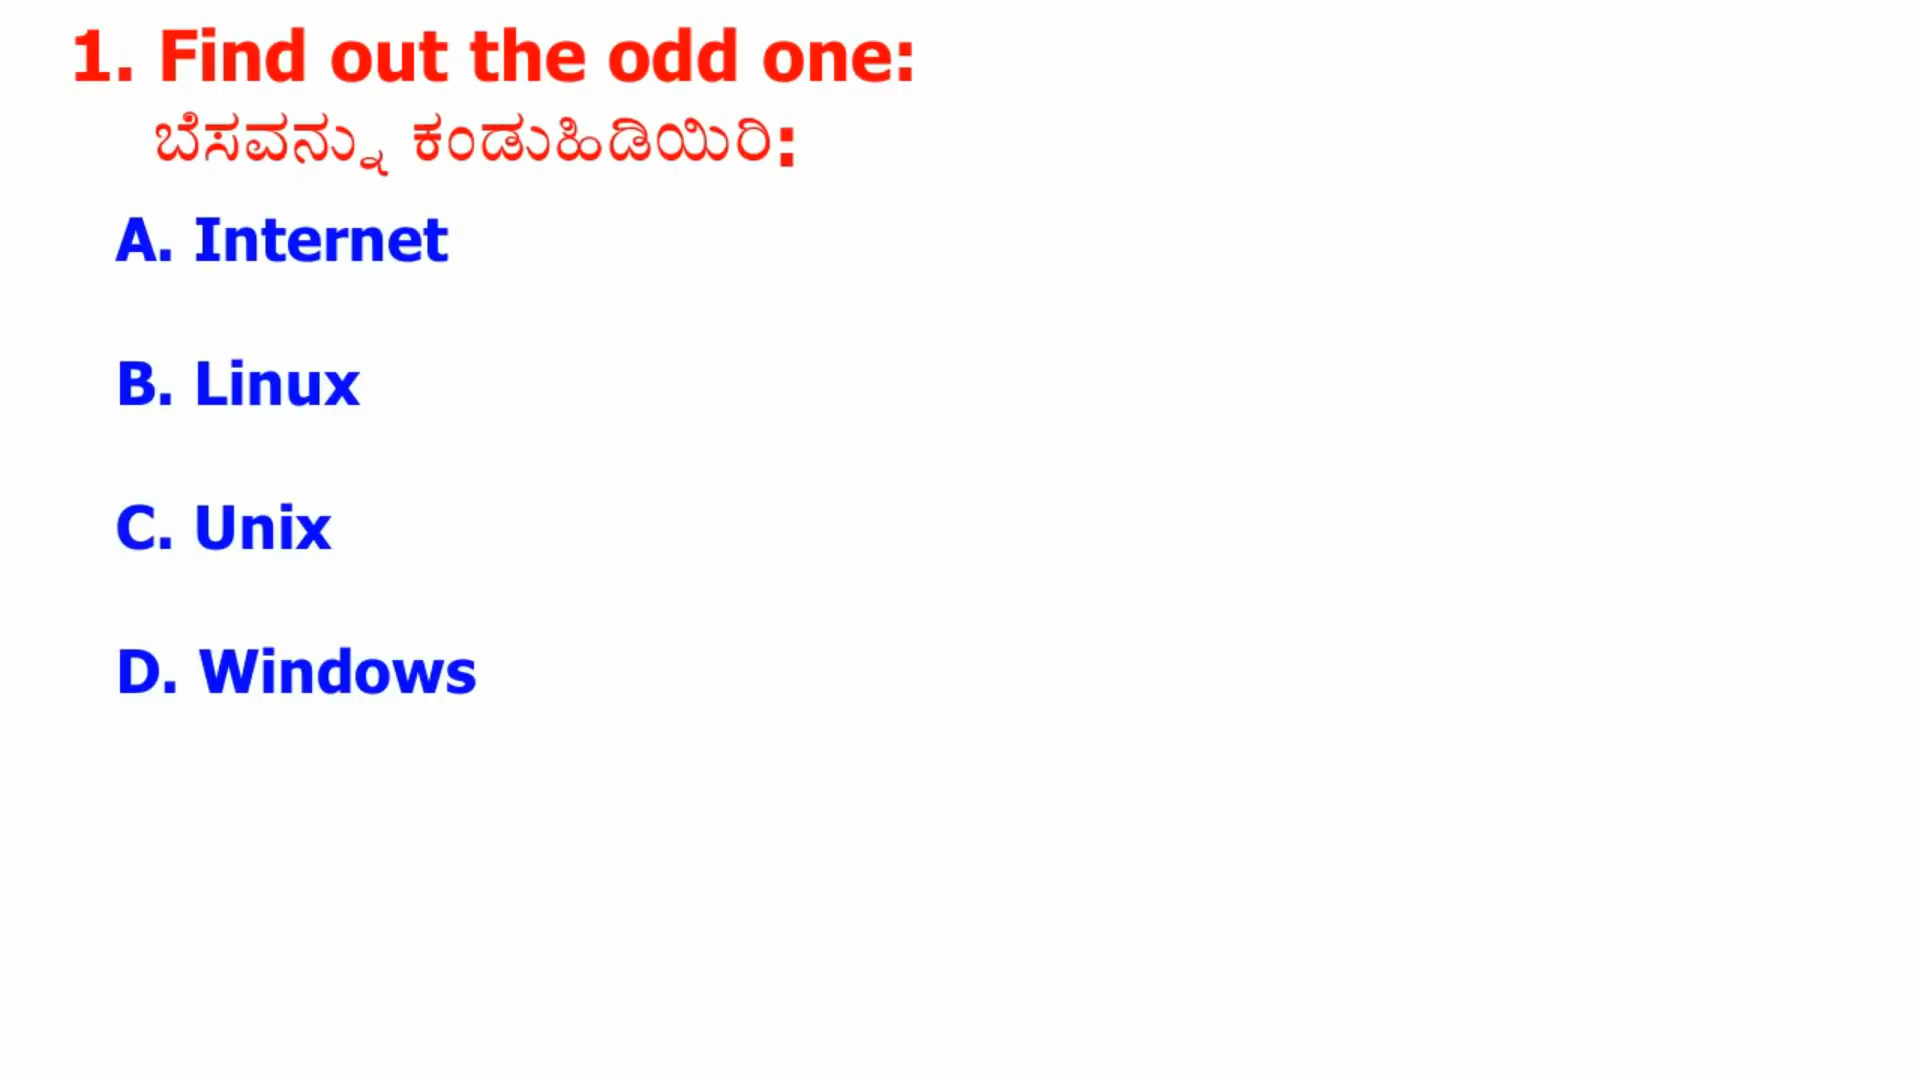 1. Find out the odd one:
ಬೆಸವನ್ನು ಕಂಡುಹಿಡಿಯಿರಿ:
A. Internet
B. Linux
C. Unix
D. Windows